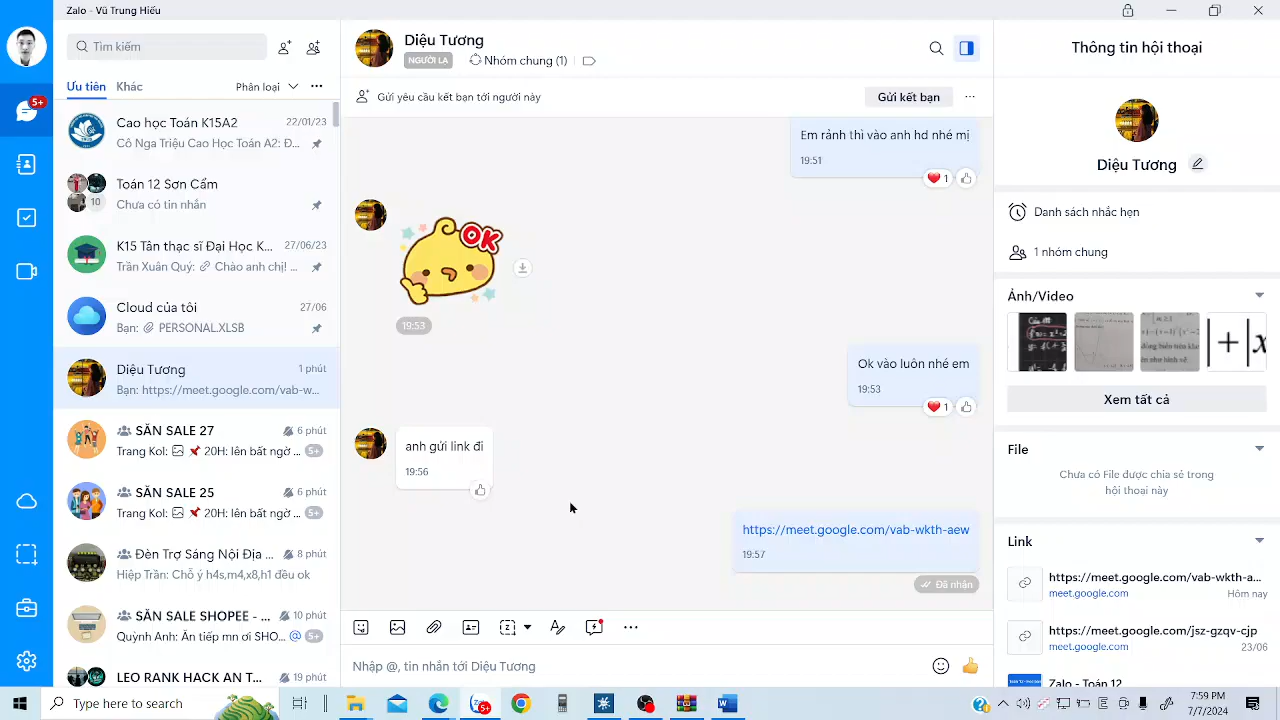 Zalo - Vũ Trung Hiếu
Tìm kiếm
5+
Ưu tiên
Khác
Phân loại
Cao học Toán K15A2
22/01/23
Cô Nga Triệu Cao Học Toán A2: Đ...
Toán 12 Sơn Cẩm
10
Chưa có tin nhắn
K15 Tân thạc sĩ Đại Học K...
27/06/23
Trần Xuân Quý: Chào anh chị! ...
Cloud của tôi
27/06
Bạn: PERSONAL.XLSB
Diệu Tương
1 phút
Bạn: https://meet.google.com/vab-w...
SĂN SALE 27
6 phút
Trang Kol: 20H: lên bất ngờ ...
5+
SĂN SALE 25
6 phút
Trang Kol: 20H: lên bất ngờ ...
5+
Đèn Trợ Sáng Nội Địa ...
8 phút
Hiệp Trần: Chỗ ý h4s,m4,x8,h1 đều ok
SĂN SALE SHOPEE - ...
10 phút
Quỳnh Anh: Ăn tiếp mn ơi SHO...
@
5+
LEO RANK HACK AN T...
19 phút
Diệu Tương
NGƯỜI LẠ
Nhóm chung (1)
Gửi yêu cầu kết bạn tới người này
Gửi kết bạn
Em rảnh thì vào anh hd nhé mị
19:51
1
OK
19:53
Ok vào luôn nhé em
19:53
1
anh gửi link đi
19:56
https://meet.google.com/vab-wkth-aew
19:57
Đã nhận
Nhập @, tin nhắn tới Diệu Tương
Thông tin hội thoại
Diệu Tương
Danh sách nhắc hẹn
1 nhóm chung
Ảnh/Video
Xem tất cả
File
Chưa có File được chia sẻ trong
hội thoại này
Link
https://meet.google.com/vab-wkth-a...
meet.google.com
Hôm nay
https://meet.google.com/jsz-gzqv-cjp
meet.google.com
23/06
Zalo - Toán 12
Type here to search
5+
7:59 PM
7/7/2024